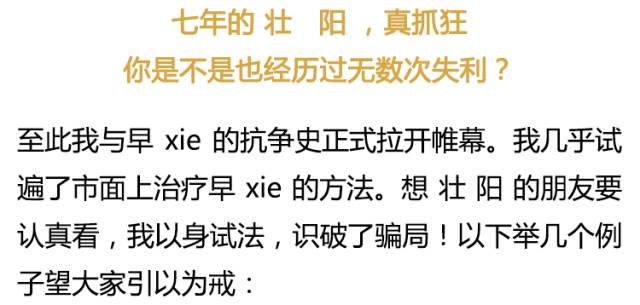 七年的 壮　阳 ，真抓狂
你是不是也经历过无数次失利？
至此我与早 xie 的抗争史正式拉开帷幕。我几乎试
遍了市面上治疗早 xie 的方法。想 壮 阳 的朋友要
认真看，我以身试法，识破了骗局！以下举几个例
子望大家引以为戒：